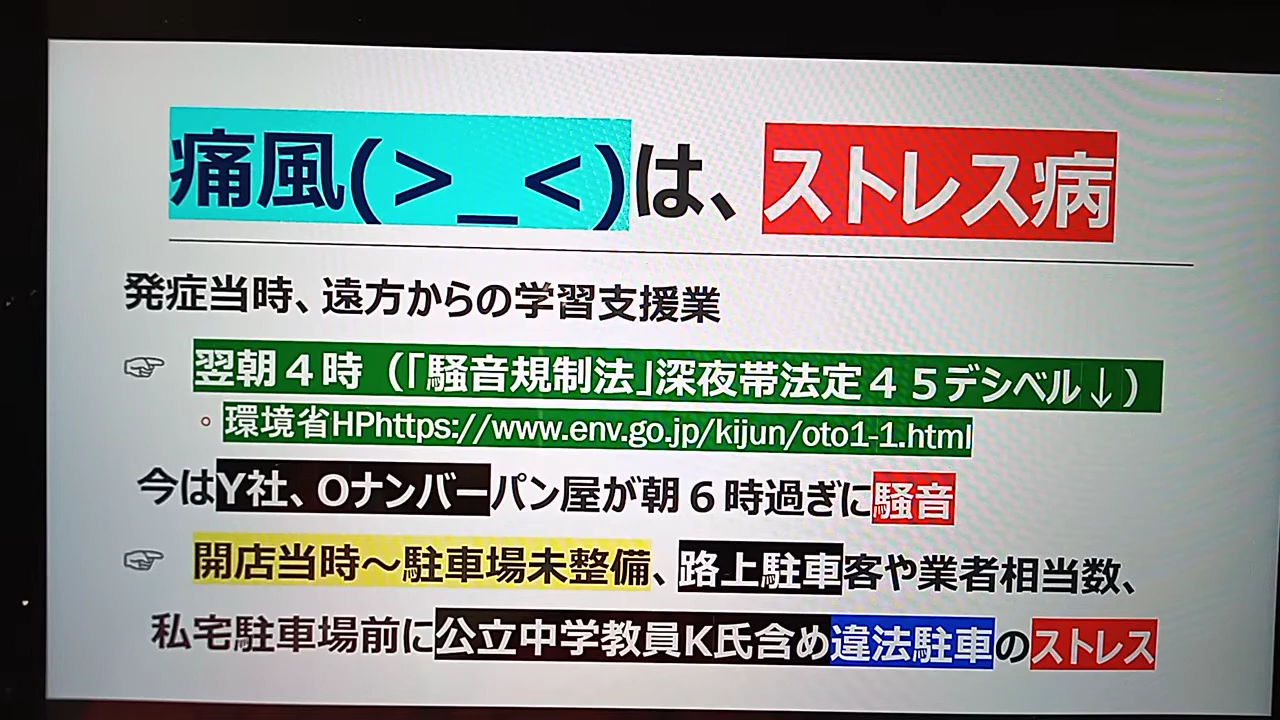 痛風(>_<)は、ストレス病
発症当時、遠方からの学習支援業
☞ 翌朝４時（｢騒音規制法｣深夜帯法定４５デシベル↓）
◦ 環境省HPhttps://www.env.go.jp/kijun/oto1-1.html
今はY社、Oナンバーパン屋が朝６時過ぎに騒音
☞ 開店当時～駐車場未整備、路上駐車客や業者相当数、
私宅駐車場前に公立中学教員K氏含め違法駐車のストレス